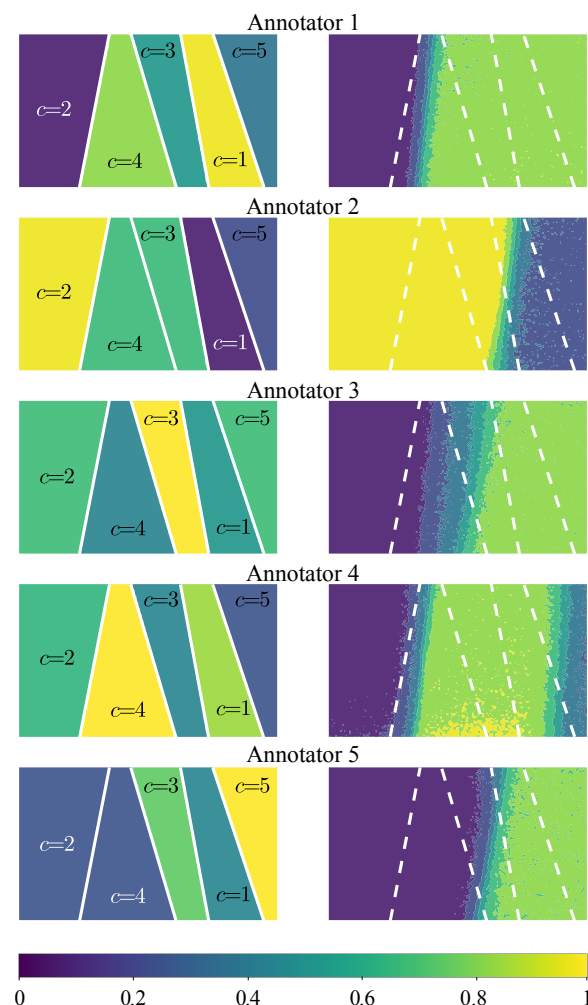 Annotator 1
c=3 c=5
c=2
c=4 c=1
Annotator 2
c=3 c=5
c=2
c=4 c=1
Annotator 3
c=3 c=5
c=2
c=4 c=1
Annotator 4
c=3 c=5
c=2
c=4 c=1
Annotator 5
c=3 c=5
c=2
c=4 c=1
0 0.2 0.4 0.6 0.8 1